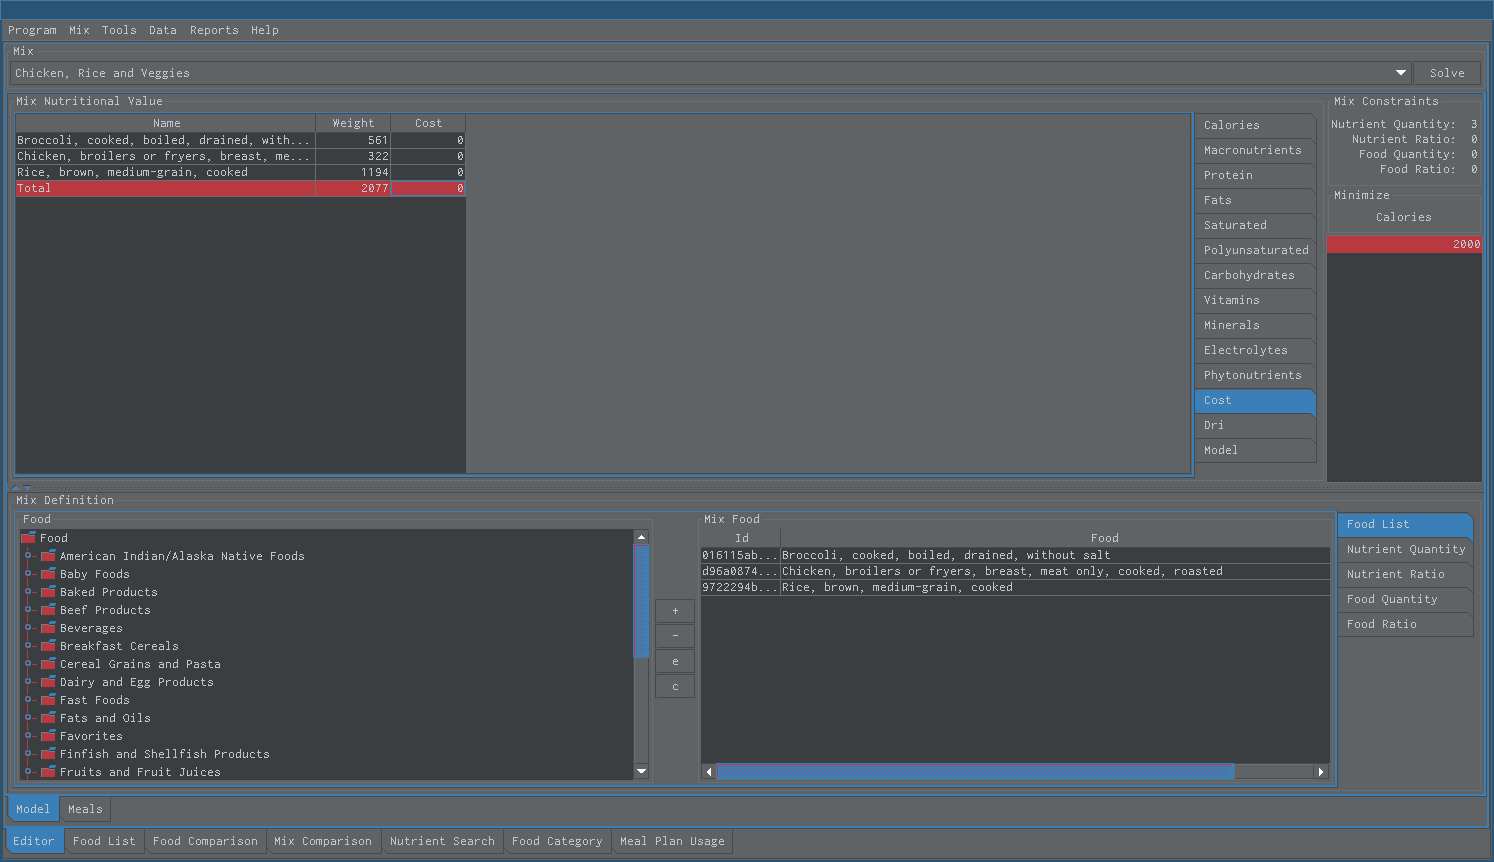 Program Mix Tools Data Reports Help
Mix
Chicken, Rice and Veggies
Solve
Mix Nutritional Value
Name Weight Cost
Broccoli, cooked, boiled, drained, with... 561 0
Chicken, broilers or fryers, breast, me... 322 0
Rice, brown, medium-grain, cooked 1194 0
Total 2077 0
Calories
Macronutrients
Protein
Fats
Saturated
Polyunsaturated
Carbohydrates
Vitamins
Minerals
Electrolytes
Phytonutrients
Cost
Dri
Model
Mix Constraints
Nutrient Quantity: 3
Nutrient Ratio: 0
Food Quantity: 0
Food Ratio: 0
Minimize
Calories
2000
Mix Definition
Food
Food
American Indian/Alaska Native Foods
Baby Foods
Baked Products
Beef Products
Beverages
Breakfast Cereals
Cereal Grains and Pasta
Dairy and Egg Products
Fast Foods
Fats and Oils
Favorites
Finfish and Shellfish Products
Fruits and Fruit Juices
+
-
e
c
Mix Food
Id Food
016115ab... Broccoli, cooked, boiled, drained, without salt
d96a0874... Chicken, broilers or fryers, breast, meat only, cooked, roasted
9722294b... Rice, brown, medium-grain, cooked
Food List
Nutrient Quantity
Nutrient Ratio
Food Quantity
Food Ratio
Model Meals
Editor Food List Food Comparison Mix Comparison Nutrient Search Food Category Meal Plan Usage